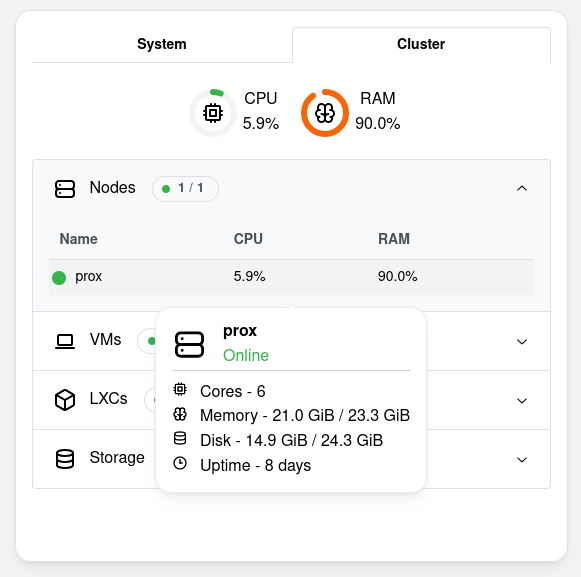 System Cluster
CPU
5.9%
RAM
90.0%
Nodes 1 / 1
Name CPU RAM
prox 5.9% 90.0%
VMs
LXCs
Storage
prox
Online
Cores - 6
Memory - 21.0 GiB / 23.3 GiB
Disk - 14.9 GiB / 24.3 GiB
Uptime - 8 days